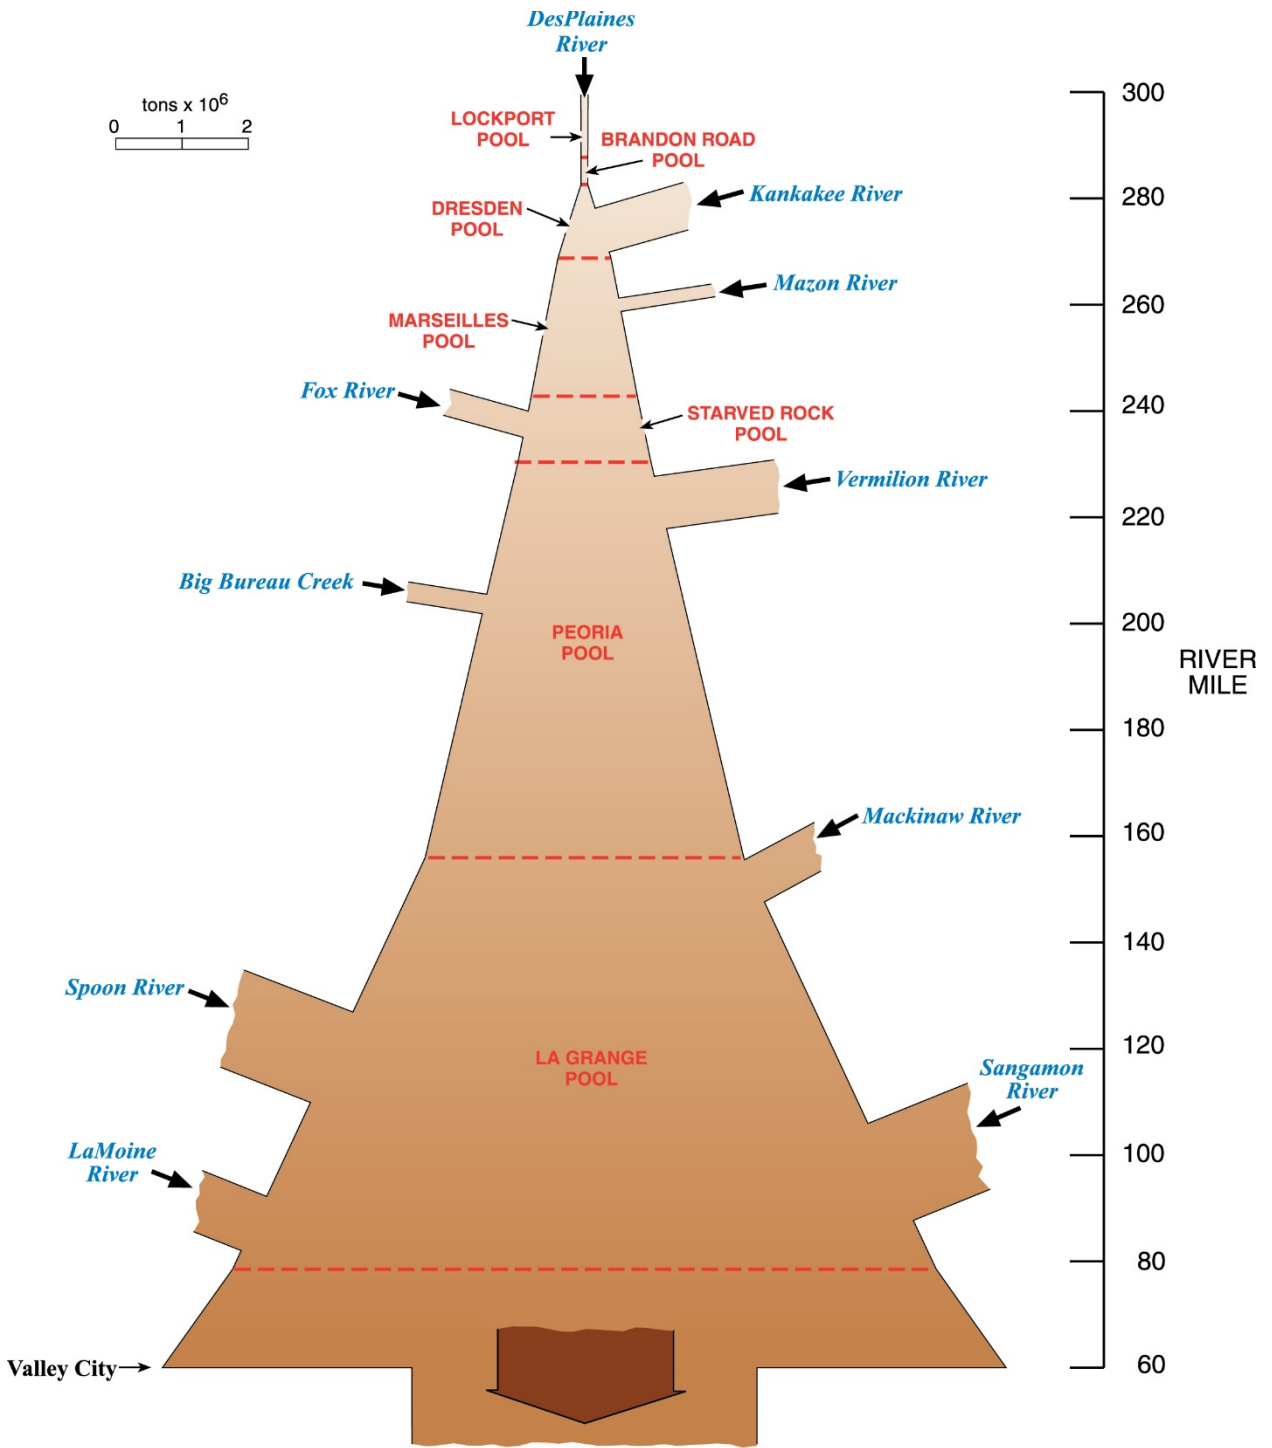 DesPlaines
River
tons x 10⁶
0 1 2
LOCKPORT
POOL
BRANDON ROAD
POOL
300
Kankakee River
280
DRESDEN
POOL
Mazon River
260
MARSEILLES
POOL
Fox River
240
STARVED ROCK
POOL
Vermilion River
220
Big Bureau Creek
200
PEORIA
POOL
RIVER
MILE
180
Mackinaw River
160
140
Spoon River
120
LA GRANGE
POOL
Sangamon
River
LaMoine
River
100
80
Valley City
60